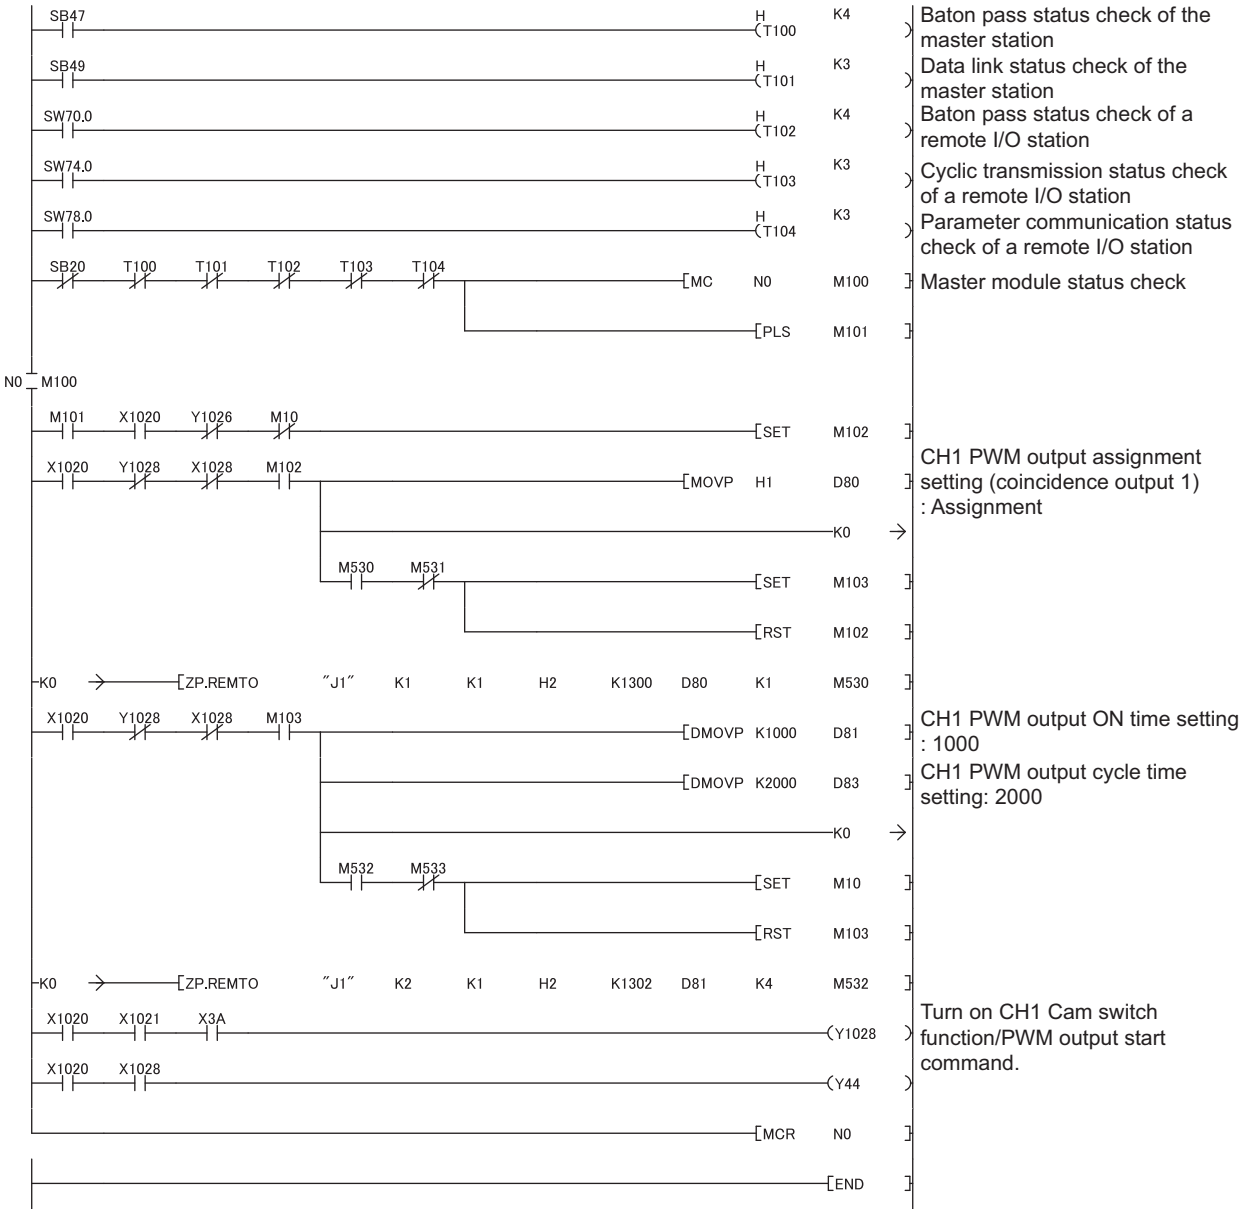 SB47 H K4 Baton pass status check of the
(T100 ) master station
SB49 H K3 Data link status check of the
(T101 ) master station
SW70.0 H K4 Baton pass status check of a
(T102 ) remote I/O station
SW74.0 H K3 Cyclic transmission status check
(T103 ) of a remote I/O station
SW78.0 H K3 Parameter communication status
(T104 ) check of a remote I/O station
SB20 T100 T101 T102 T103 T104
[MC N0 M100 ] Master module status check
[PLS M101 ]
N0 M100
M101 X1020 Y1026 M10
[SET M102 ]
CH1 PWM output assignment
X1020 Y1028 X1028 M102
[MOVP H1 D80 ] setting (coincidence output 1)
: Assignment
K0 →
M530 M531
[SET M103 ]
[RST M102 ]
K0 → [ZP.REMTO "J1" K1 K1 H2 K1300 D80 K1 M530 ]
X1020 Y1028 X1028 M103 CH1 PWM output ON time setting
[DMOVP K1000 D81 ] : 1000
CH1 PWM output cycle time
[DMOVP K2000 D83 ] setting: 2000
K0 →
M532 M533
[SET M10 ]
[RST M103 ]
K0 → [ZP.REMTO "J1" K2 K1 H2 K1302 D81 K4 M532 ]
X1020 X1021 X3A Turn on CH1 Cam switch
(Y1028 ) function/PWM output start
command.
X1020 X1028
(Y44 )
[MCR N0 ]
[END ]